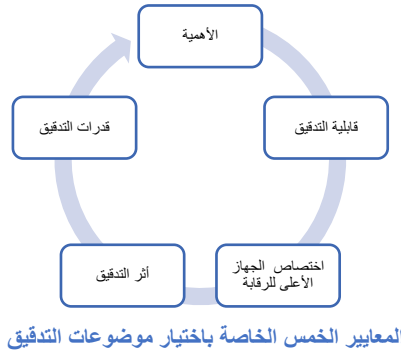 الأهمية
قابلية التدقيق
اختصاص الجهاز
الأعلى للرقابة
أثر التدقيق
قدرات التدقيق
المعايير الخمس الخاصة باختيار موضوعات التدقيق